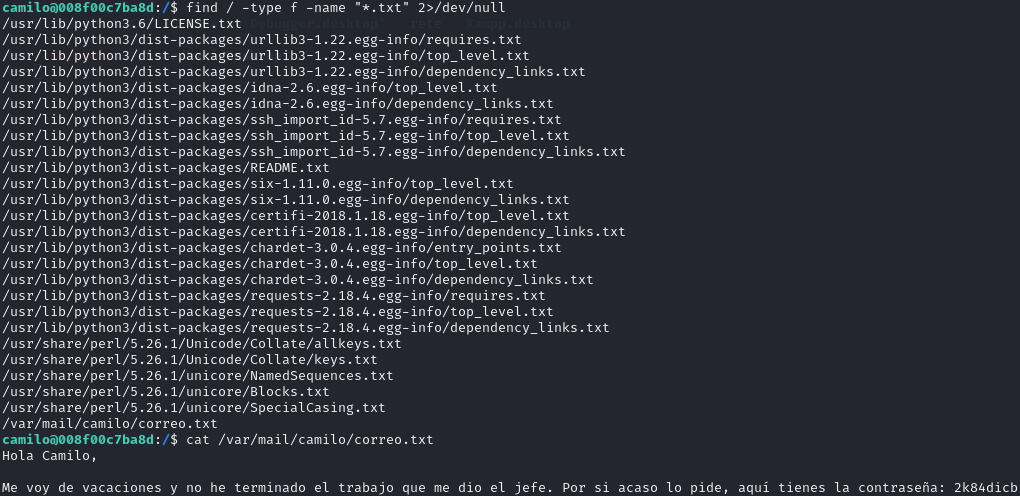 camilo@008f00c7ba8d:/$ find / -type f -name "*.txt" 2>/dev/null
/usr/lib/python3.6/LICENSE.txt
/usr/lib/python3/dist-packages/urllib3-1.22.egg-info/requires.txt
/usr/lib/python3/dist-packages/urllib3-1.22.egg-info/top_level.txt
/usr/lib/python3/dist-packages/urllib3-1.22.egg-info/dependency_links.txt
/usr/lib/python3/dist-packages/idna-2.6.egg-info/top_level.txt
/usr/lib/python3/dist-packages/idna-2.6.egg-info/dependency_links.txt
/usr/lib/python3/dist-packages/ssh_import_id-5.7.egg-info/requires.txt
/usr/lib/python3/dist-packages/ssh_import_id-5.7.egg-info/top_level.txt
/usr/lib/python3/dist-packages/ssh_import_id-5.7.egg-info/dependency_links.txt
/usr/lib/python3/dist-packages/README.txt
/usr/lib/python3/dist-packages/six-1.11.0.egg-info/top_level.txt
/usr/lib/python3/dist-packages/six-1.11.0.egg-info/dependency_links.txt
/usr/lib/python3/dist-packages/certifi-2018.1.18.egg-info/top_level.txt
/usr/lib/python3/dist-packages/certifi-2018.1.18.egg-info/dependency_links.txt
/usr/lib/python3/dist-packages/chardet-3.0.4.egg-info/entry_points.txt
/usr/lib/python3/dist-packages/chardet-3.0.4.egg-info/top_level.txt
/usr/lib/python3/dist-packages/chardet-3.0.4.egg-info/dependency_links.txt
/usr/lib/python3/dist-packages/requests-2.18.4.egg-info/requires.txt
/usr/lib/python3/dist-packages/requests-2.18.4.egg-info/top_level.txt
/usr/lib/python3/dist-packages/requests-2.18.4.egg-info/dependency_links.txt
/usr/share/perl/5.26.1/Unicode/Collate/allkeys.txt
/usr/share/perl/5.26.1/Unicode/Collate/keys.txt
/usr/share/perl/5.26.1/unicore/NamedSequences.txt
/usr/share/perl/5.26.1/unicore/Blocks.txt
/usr/share/perl/5.26.1/unicore/SpecialCasing.txt
/var/mail/camilo/correo.txt
camilo@008f00c7ba8d:/$ cat /var/mail/camilo/correo.txt
Hola Camilo,
Me voy de vacaciones y no he terminado el trabajo que me dio el jefe. Por si acaso lo pide, aquí tienes la contraseña: 2k84dicb